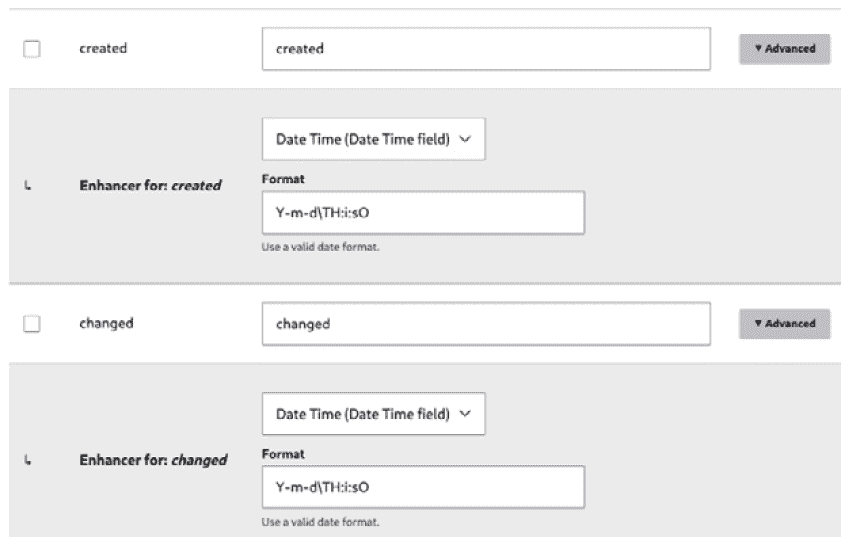 created created ▼ Advanced
Date Time (Date Time field)
Enhancer for: created
Format
Y-m-d\TH:i:sO
Use a valid date format.
changed changed ▼ Advanced
Date Time (Date Time field)
Enhancer for: changed
Format
Y-m-d\TH:i:sO
Use a valid date format.